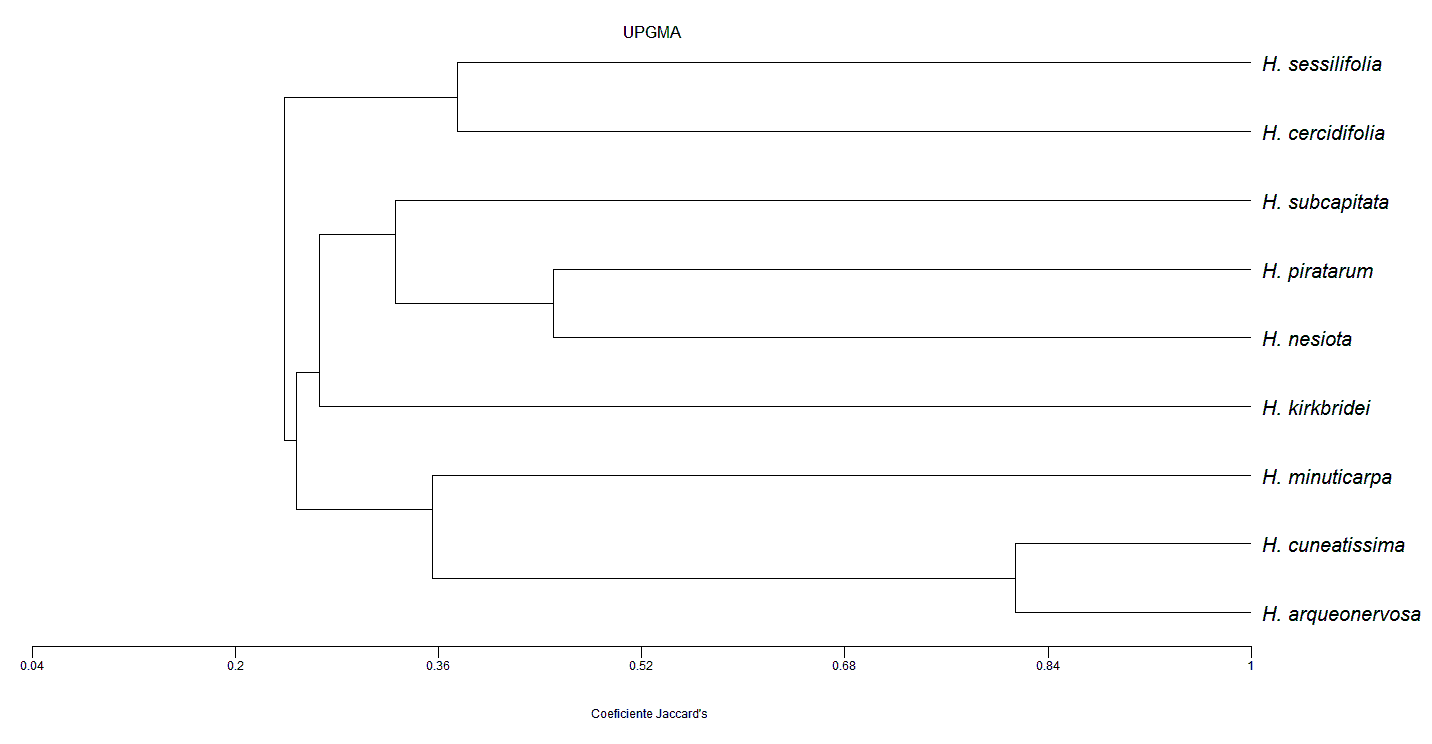 UPGMA
H. sessilifolia
H. cercidifolia
H. subcapitata
H. piratarum
H. nesiota
H. kirkbridei
H. minuticarpa
H. cuneatissima
H. arqueonervosa
0.04 0.2 0.36 0.52 0.68 0.84 1
Coeficiente Jaccard's